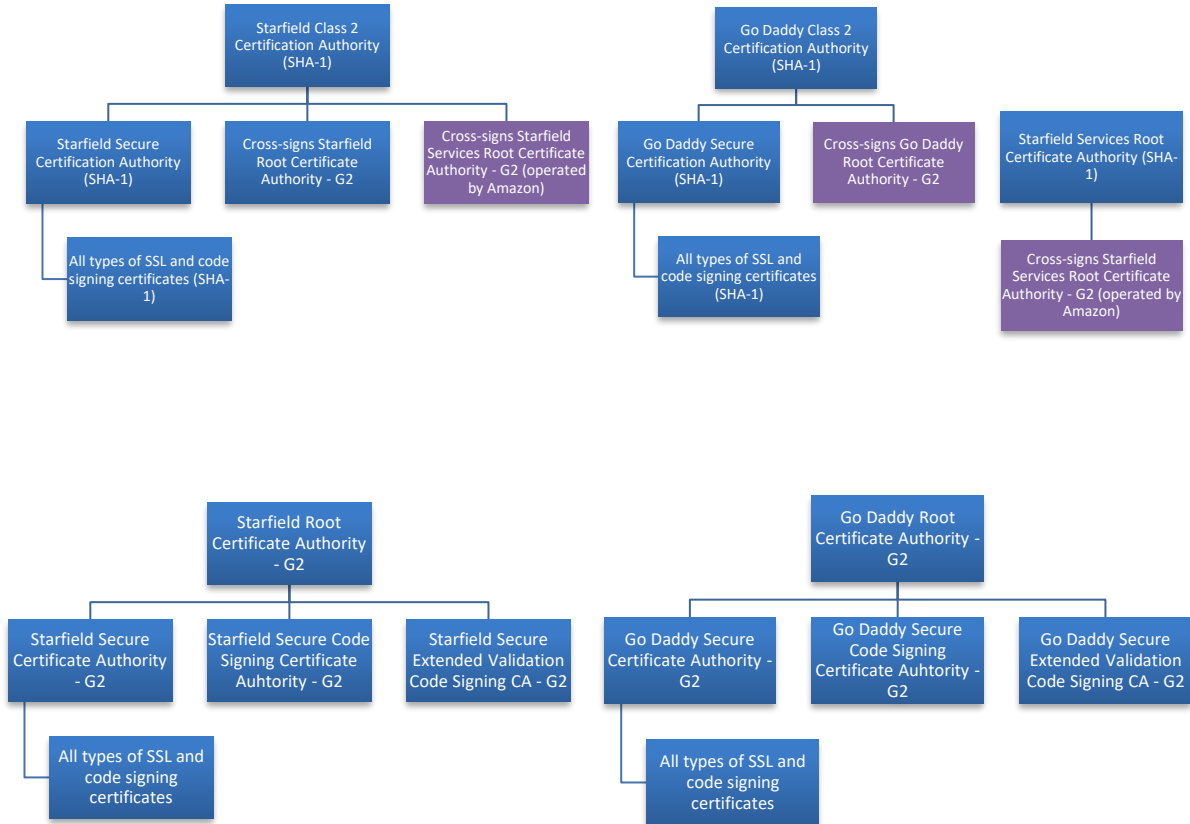 Starfield Class 2
Certification Authority
(SHA-1)
Starfield Secure
Certification Authority
(SHA-1)
All types of SSL and code
signing certificates (SHA-
1)
Cross-signs Starfield
Root Certificate
Authority - G2
Cross-signs Starfield
Services Root Certificate
Authority - G2 (operated
by Amazon)
Go Daddy Class 2
Certification Authority
(SHA-1)
Go Daddy Secure
Certification Authority
(SHA-1)
All types of SSL and
code signing certificates
(SHA-1)
Cross-signs Go Daddy
Root Certificate
Authority - G2
Starfield Services Root
Certificate Authority (SHA-
1)
Cross-signs Starfield
Services Root Certificate
Authority - G2 (operated by
Amazon)
Starfield Root
Certificate Authority
- G2
Starfield Secure
Certificate Authority
- G2
All types of SSL and
code signing
certificates
Starfield Secure Code
Signing Certificate
Auhtority - G2
Starfield Secure
Extended Validation
Code Signing CA - G2
Go Daddy Root
Certificate Authority -
G2
Go Daddy Secure
Certificate Authority -
G2
All types of SSL and
code signing
certificates
Go Daddy Secure
Code Signing
Certificate Auhtority -
G2
Go Daddy Secure
Extended Validation
Code Signing CA - G2